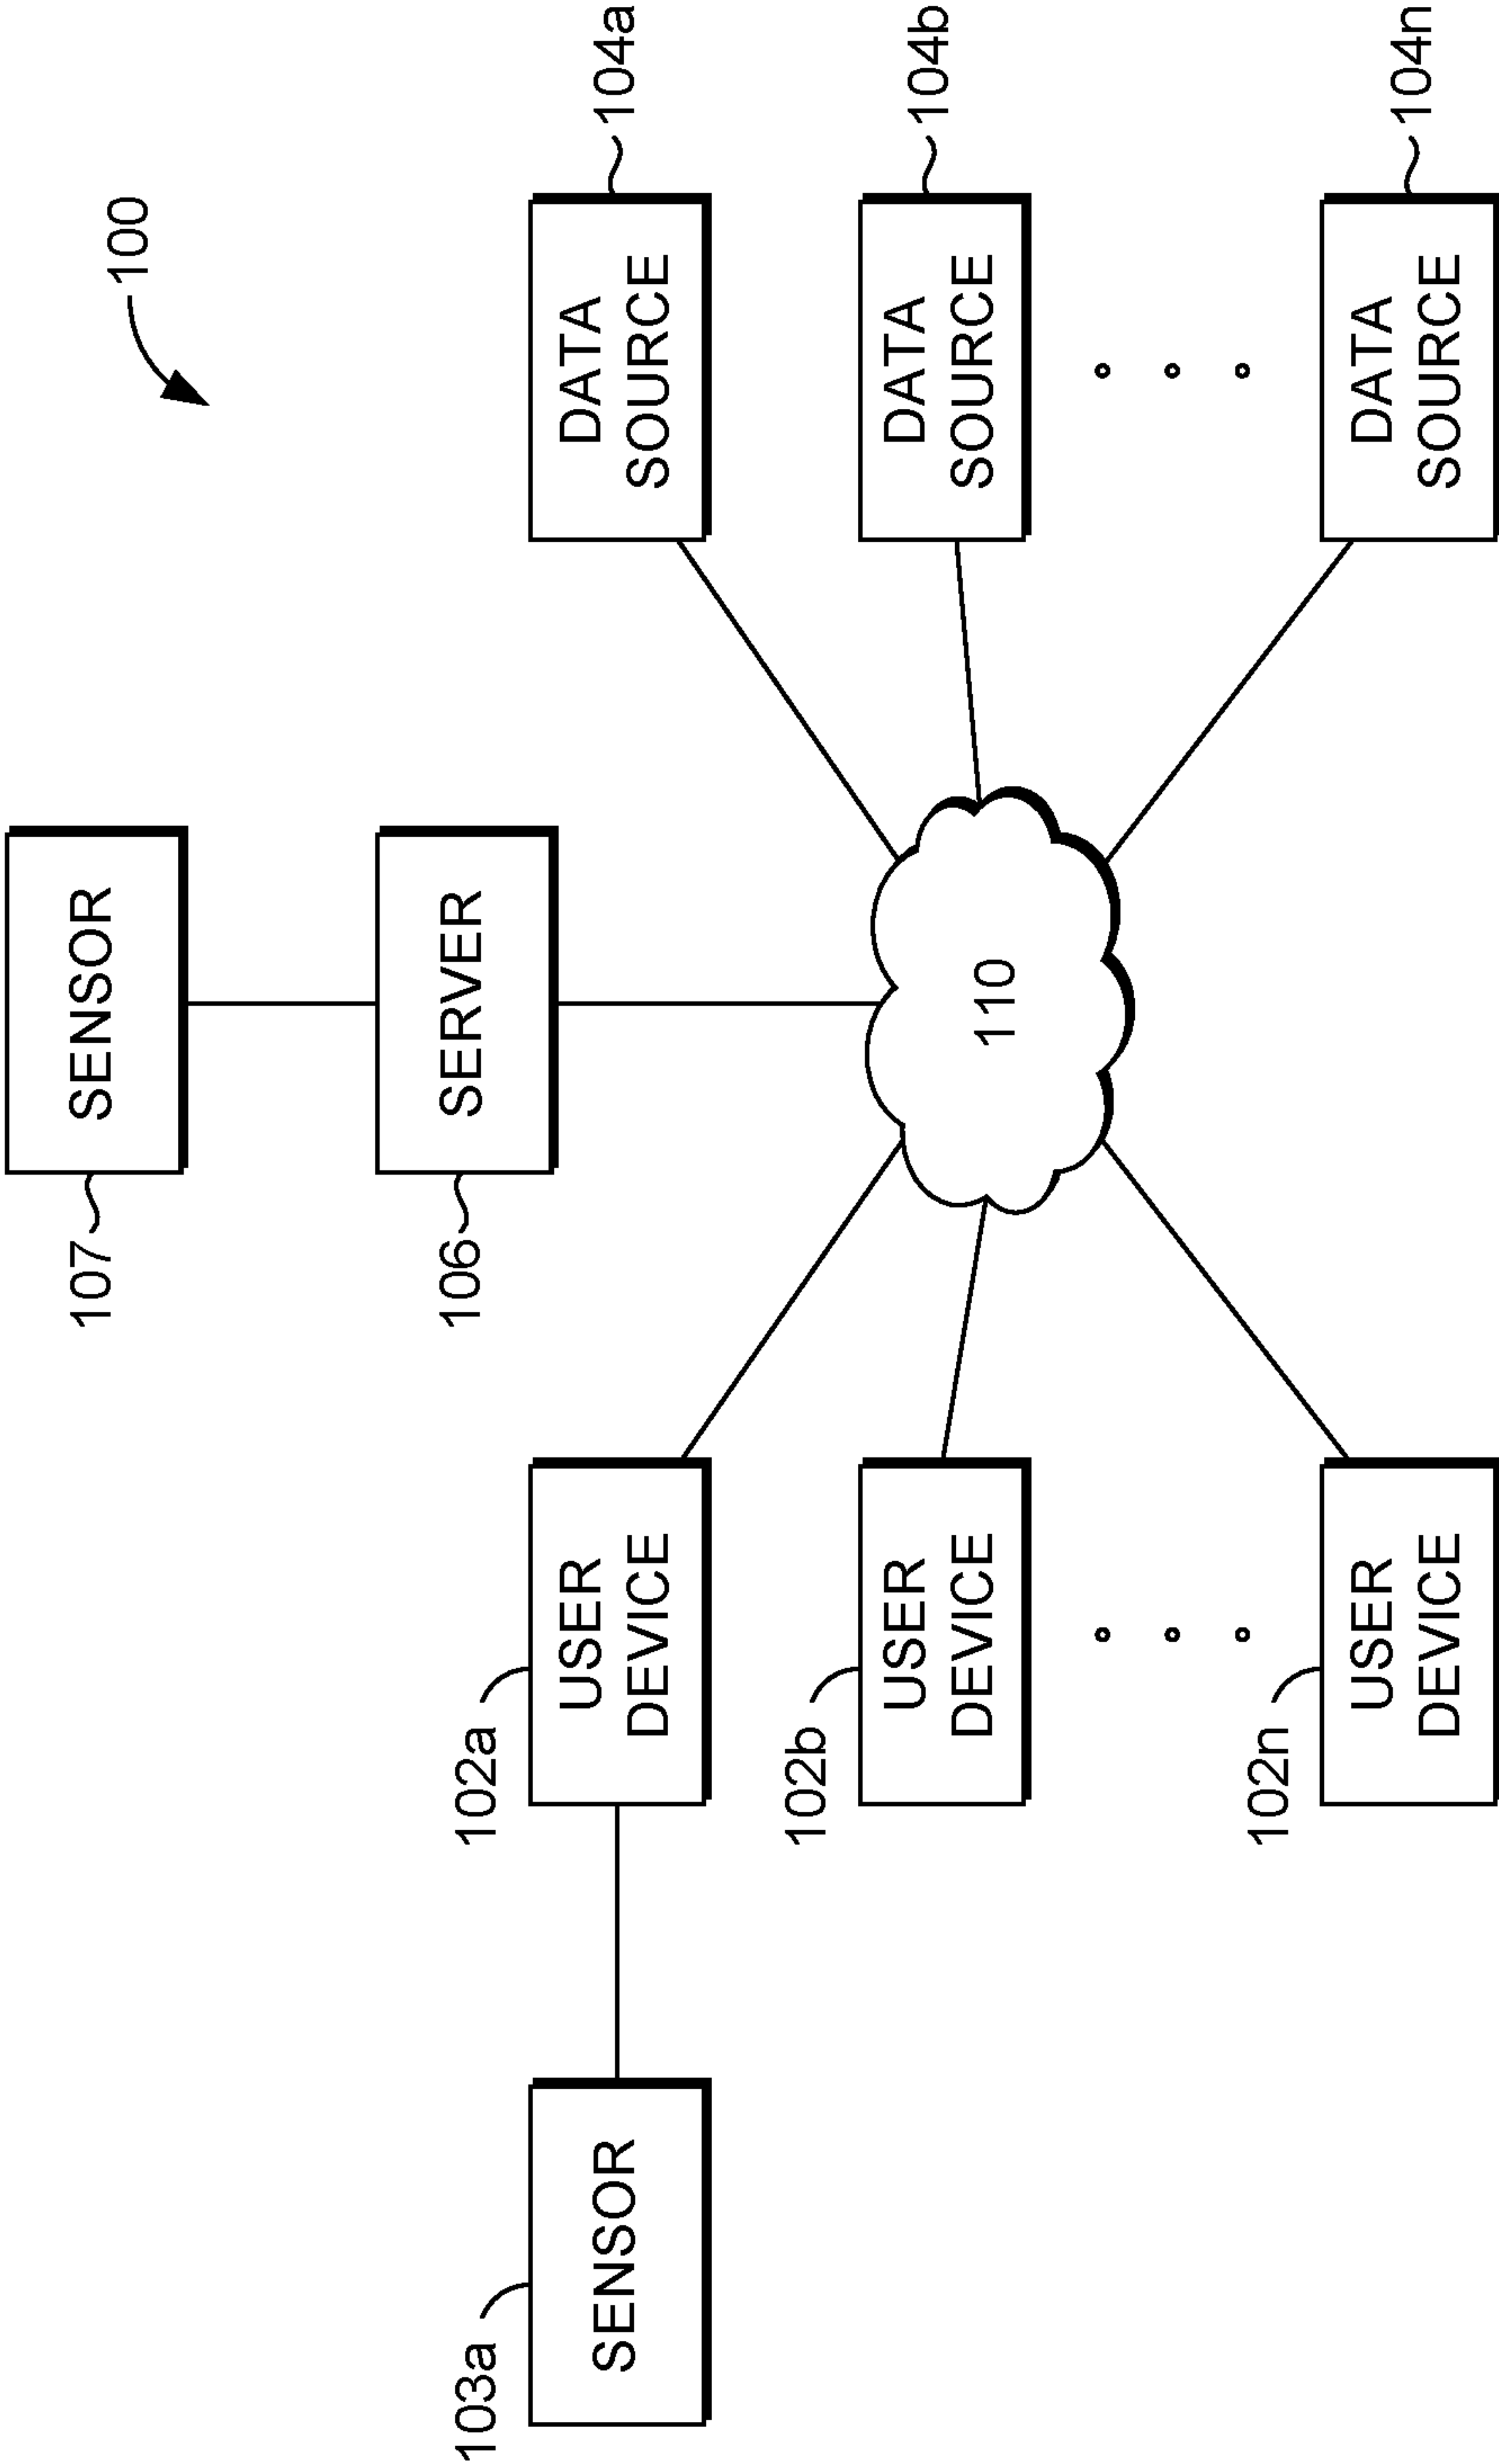 100
SENSOR
107
SERVER
106
103a
SENSOR
102a
USER
DEVICE
DATA
SOURCE
104a
102b
USER
DEVICE
110
DATA
SOURCE
104b
102n
USER
DEVICE
DATA
SOURCE
104n